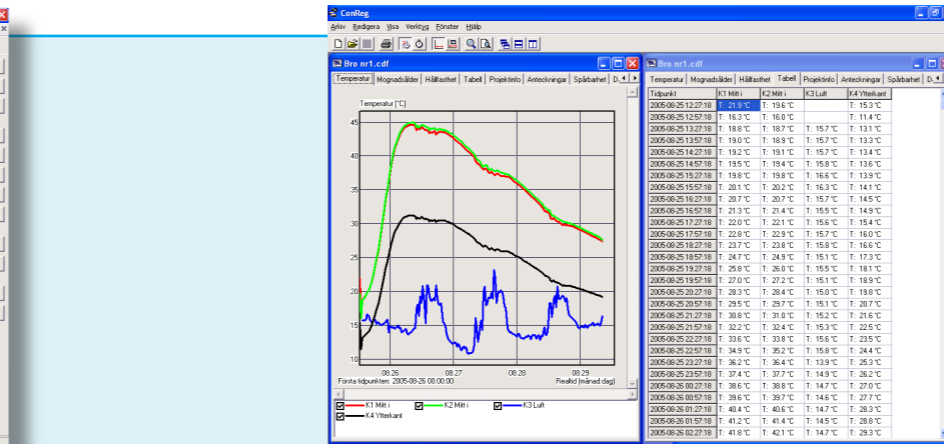 ConReg
Arkiv Redigera Visa Verktyg Fönster Hjälp
Bro nr1.cdf
Temperatur Mognadsålder Hållfasthet Tabell Projektinfo Anteckningar Spårbarhet D
Temperatur [°C]
45
40
35
30
25
20
15
10
08:26 08:27 08:28 08:29
Första tidpunkten: 2005-08-26 00:00:00 Realtid (månad:dag)
K1 Mitt i K2 Mitt i K3 Luft
K4 Ytterkant
Bro nr1.cdf
Temperatur Mognadsålder Hållfasthet Tabell Projektinfo Anteckningar Spårbarhet D
Tidpunkt K1 Mitt i K2 Mitt i K3 Luft K4 Ytterkant
2005-08-25 12:27:18 T: 21.9 °C T: 19.6 °C T: 15.3 °C
2005-08-25 12:57:18 T: 16.3 °C T: 16.0 °C T: 11.4 °C
2005-08-25 13:27:18 T: 18.8 °C T: 18.7 °C T: 15.7 °C T: 13.1 °C
2005-08-25 13:57:18 T: 19.0 °C T: 18.9 °C T: 15.7 °C T: 13.3 °C
2005-08-25 14:27:18 T: 19.2 °C T: 19.1 °C T: 15.7 °C T: 13.4 °C
2005-08-25 14:57:18 T: 19.5 °C T: 19.4 °C T: 15.8 °C T: 13.6 °C
2005-08-25 15:27:18 T: 19.8 °C T: 19.8 °C T: 16.6 °C T: 13.9 °C
2005-08-25 15:57:18 T: 20.1 °C T: 20.2 °C T: 16.3 °C T: 14.1 °C
2005-08-25 16:27:18 T: 20.7 °C T: 20.7 °C T: 15.7 °C T: 14.5 °C
2005-08-25 16:57:18 T: 21.3 °C T: 21.4 °C T: 15.5 °C T: 14.9 °C
2005-08-25 17:27:18 T: 22.0 °C T: 22.1 °C T: 15.6 °C T: 15.4 °C
2005-08-25 17:57:18 T: 22.8 °C T: 22.9 °C T: 15.7 °C T: 16.0 °C
2005-08-25 18:27:18 T: 23.7 °C T: 23.8 °C T: 15.8 °C T: 16.6 °C
2005-08-25 18:57:18 T: 24.7 °C T: 24.9 °C T: 15.1 °C T: 17.3 °C
2005-08-25 19:27:18 T: 25.8 °C T: 26.0 °C T: 15.5 °C T: 18.1 °C
2005-08-25 19:57:18 T: 27.0 °C T: 27.2 °C T: 15.1 °C T: 18.9 °C
2005-08-25 20:27:18 T: 28.3 °C T: 28.4 °C T: 15.0 °C T: 19.8 °C
2005-08-25 20:57:18 T: 29.5 °C T: 29.7 °C T: 15.1 °C T: 20.7 °C
2005-08-25 21:27:18 T: 30.8 °C T: 31.0 °C T: 15.2 °C T: 21.6 °C
2005-08-25 21:57:18 T: 32.2 °C T: 32.4 °C T: 15.3 °C T: 22.5 °C
2005-08-25 22:27:18 T: 33.6 °C T: 33.8 °C T: 15.6 °C T: 23.5 °C
2005-08-25 22:57:18 T: 34.9 °C T: 35.2 °C T: 15.8 °C T: 24.4 °C
2005-08-25 23:27:18 T: 36.2 °C T: 36.4 °C T: 13.9 °C T: 25.3 °C
2005-08-25 23:57:18 T: 37.4 °C T: 37.7 °C T: 14.9 °C T: 26.2 °C
2005-08-26 00:27:18 T: 38.6 °C T: 38.8 °C T: 14.7 °C T: 27.0 °C
2005-08-26 00:57:18 T: 39.6 °C T: 39.7 °C T: 14.6 °C T: 27.7 °C
2005-08-26 01:27:18 T: 40.4 °C T: 40.6 °C T: 14.7 °C T: 28.3 °C
2005-08-26 01:57:18 T: 41.2 °C T: 41.4 °C T: 14.5 °C T: 28.8 °C
2005-08-26 02:27:18 T: 41.8 °C T: 42.1 °C T: 14.7 °C T: 29.3 °C